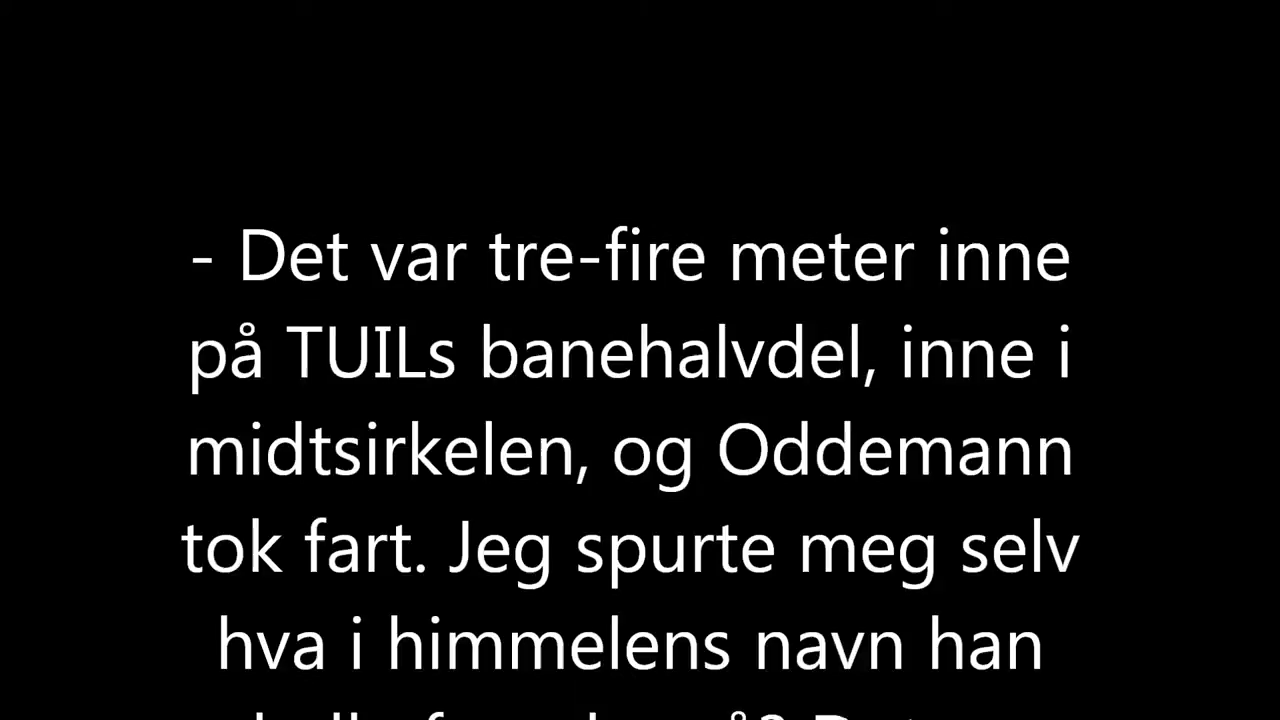 - Det var tre-fire meter inne
på TUILs banehalvdel, inne i
midtsirkelen, og Oddemann
tok fart. Jeg spurte meg selv
hva i himmelens navn han